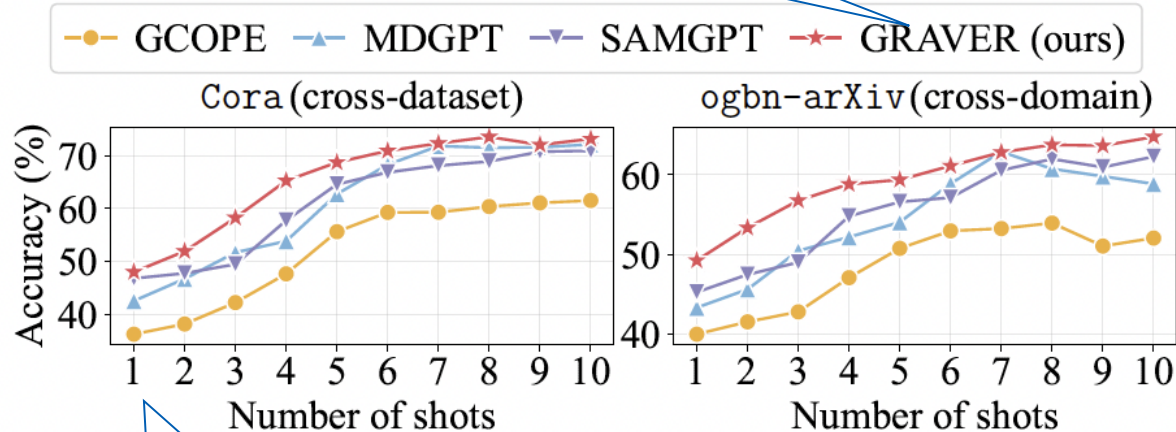 GCOPE MDGPT SAMGPT GRAVER (ours)
Cora (cross-dataset)
ogbn-arXiv (cross-domain)
Accuracy (%)
70
60
50
40
1 2 3 4 5 6 7 8 9 10
Number of shots
60
50
40
1 2 3 4 5 6 7 8 9 10
Number of shots